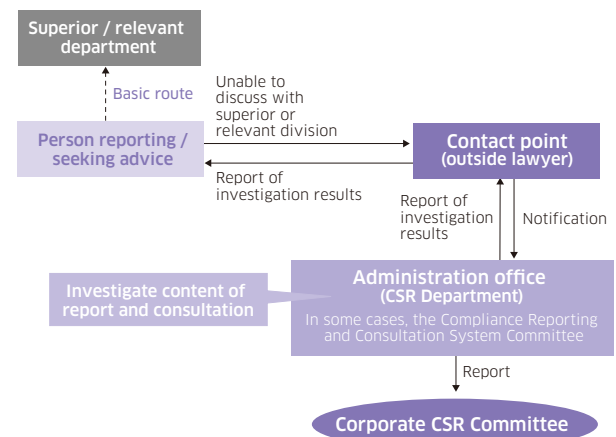 Superior / relevant
department
Basic route
Unable to
discuss with
superior or
relevant division
Person reporting /
seeking advice
Contact point
(outside lawyer)
Report of
investigation results
Report of
investigation
results
Notification
Investigate content of
report and consultation
Administration office
(CSR Department)
In some cases, the Compliance Reporting
and Consultation System Committee
Report
Corporate CSR Committee